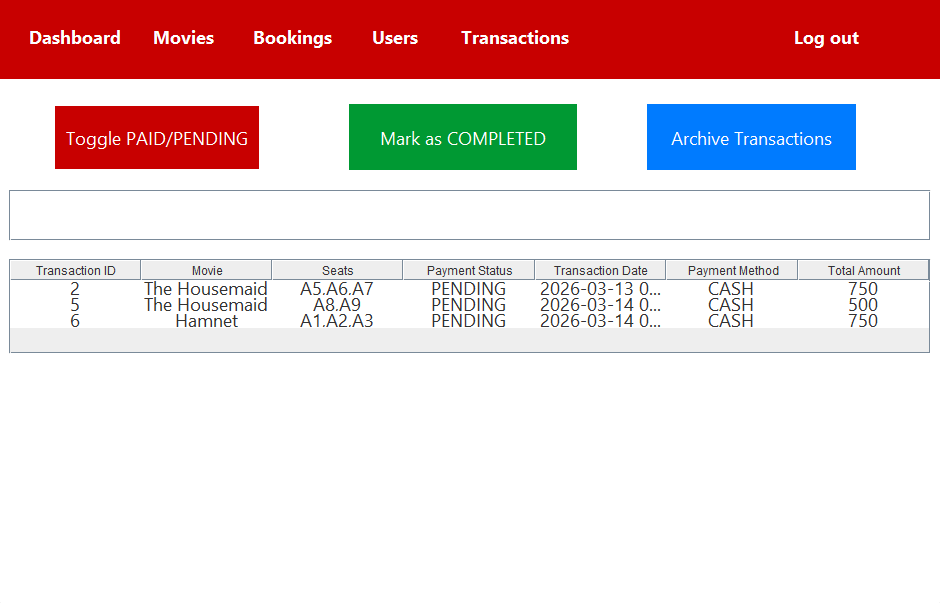 Dashboard Movies Bookings Users Transactions Log out
Toggle PAID/PENDING Mark as COMPLETED Archive Transactions
Transaction ID Movie Seats Payment Status Transaction Date Payment Method Total Amount
2 The Housemaid A5.A6.A7 PENDING 2026-03-13 0... CASH 750
5 The Housemaid A8.A9 PENDING 2026-03-14 0... CASH 500
6 Hamnet A1.A2.A3 PENDING 2026-03-14 0... CASH 750